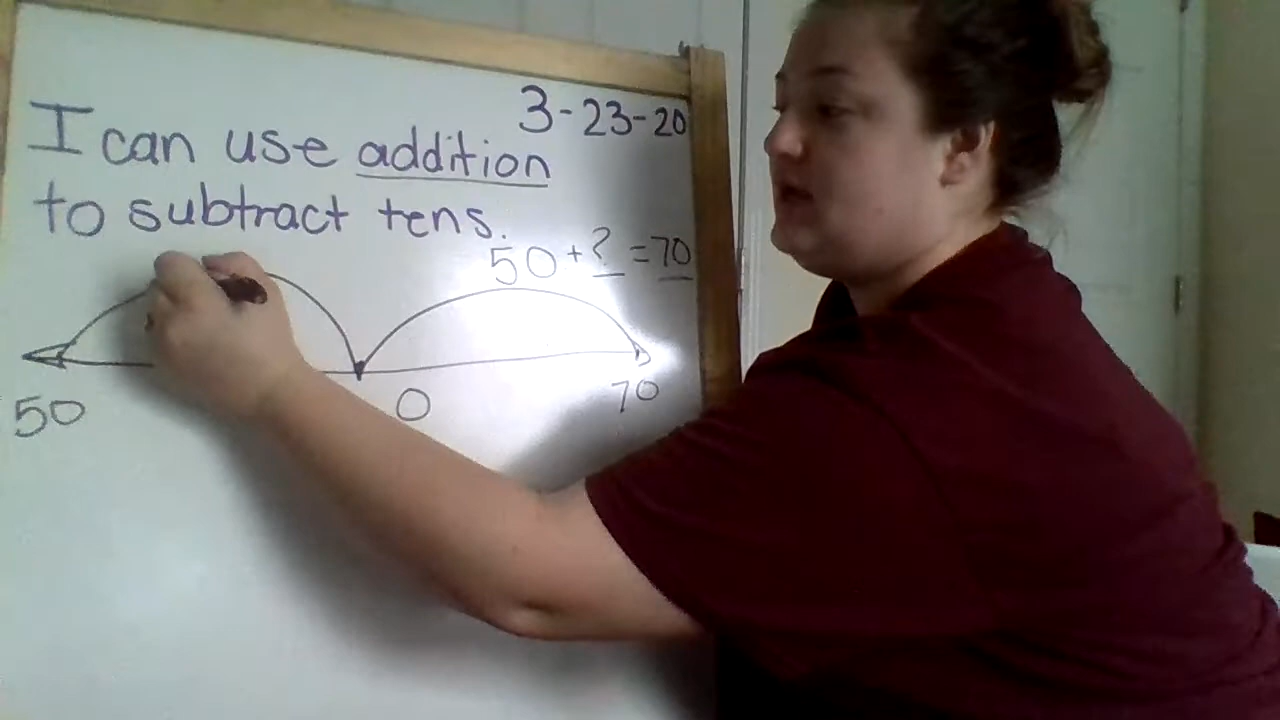 3-23-20
I can use addition
to subtract tens.
50 + ? = 70
50 0 70